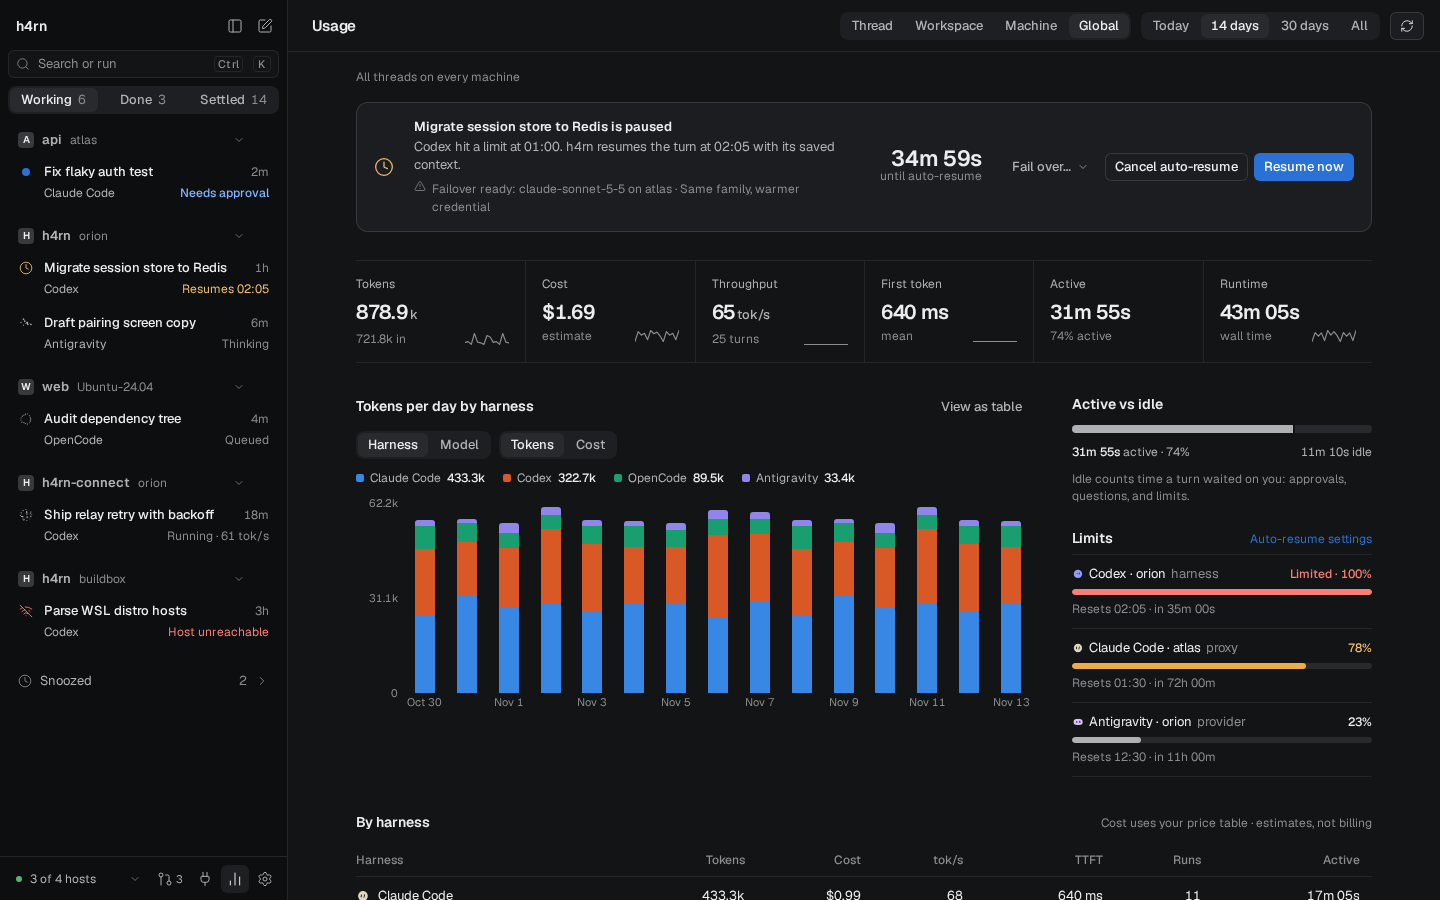 h4rn
Search or run Ctrl K
Working 6 Done 3 Settled 14
A api atlas
Fix flaky auth test 2m
Claude Code Needs approval
H h4rn orion
Migrate session store to Redis 1h
Codex Resumes 02:05
Draft pairing screen copy 6m
Antigravity Thinking
W web Ubuntu-24.04
Audit dependency tree 4m
OpenCode Queued
H h4rn-connect orion
Ship relay retry with backoff 18m
Codex Running · 61 tok/s
H h4rn buildbox
Parse WSL distro hosts 3h
Codex Host unreachable
Snoozed 2
3 of 4 hosts 3
Usage Thread Workspace Machine Global Today 14 days 30 days All
All threads on every machine
Migrate session store to Redis is paused
Codex hit a limit at 01:00. h4rn resumes the turn at 02:05 with its saved
context.
Failover ready: claude-sonnet-5-5 on atlas · Same family, warmer
credential
34m 59s
until auto-resume
Fail over... Cancel auto-resume Resume now
Tokens
878.9 k
721.8k in
Cost
$1.69
estimate
Throughput
65 tok/s
25 turns
First token
640 ms
mean
Active
31m 55s
74% active
Runtime
43m 05s
wall time
Tokens per day by harness View as table
Harness Model Tokens Cost
Claude Code 433.3k Codex 322.7k OpenCode 89.5k Antigravity 33.4k
62.2k
31.1k
0
Oct 30 Nov 1 Nov 3 Nov 5 Nov 7 Nov 9 Nov 11 Nov 13
Active vs idle
31m 55s active · 74% 11m 10s idle
Idle counts time a turn waited on you: approvals,
questions, and limits.
Limits Auto-resume settings
Codex · orion harness Limited · 100%
Resets 02:05 · in 35m 00s
Claude Code · atlas proxy 78%
Resets 01:30 · in 72h 00m
Antigravity · orion provider 23%
Resets 12:30 · in 11h 00m
By harness Cost uses your price table · estimates, not billing
Harness Tokens Cost tok/s TTFT Runs Active
Claude Code 433.3k $0.99 68 640 ms 11 17m 05s